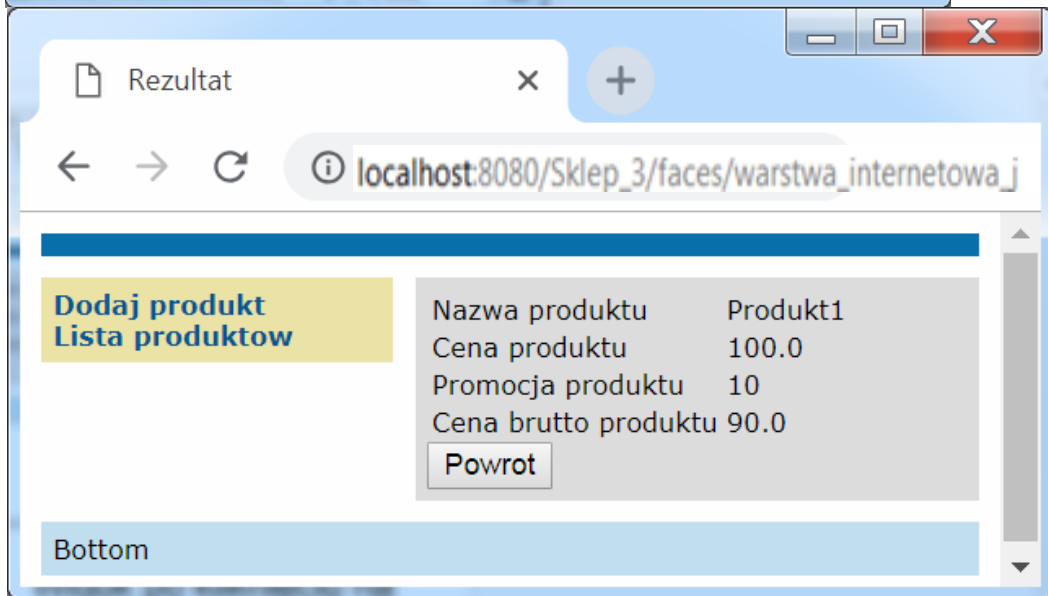 Rezultat
localhost:8080/Sklep_3/faces/warstwa_internetowa_j
Dodaj produkt
Lista produktow
Nazwa produktu Produkt1
Cena produktu 100.0
Promocja produktu 10
Cena brutto produktu 90.0
Powrot
Bottom